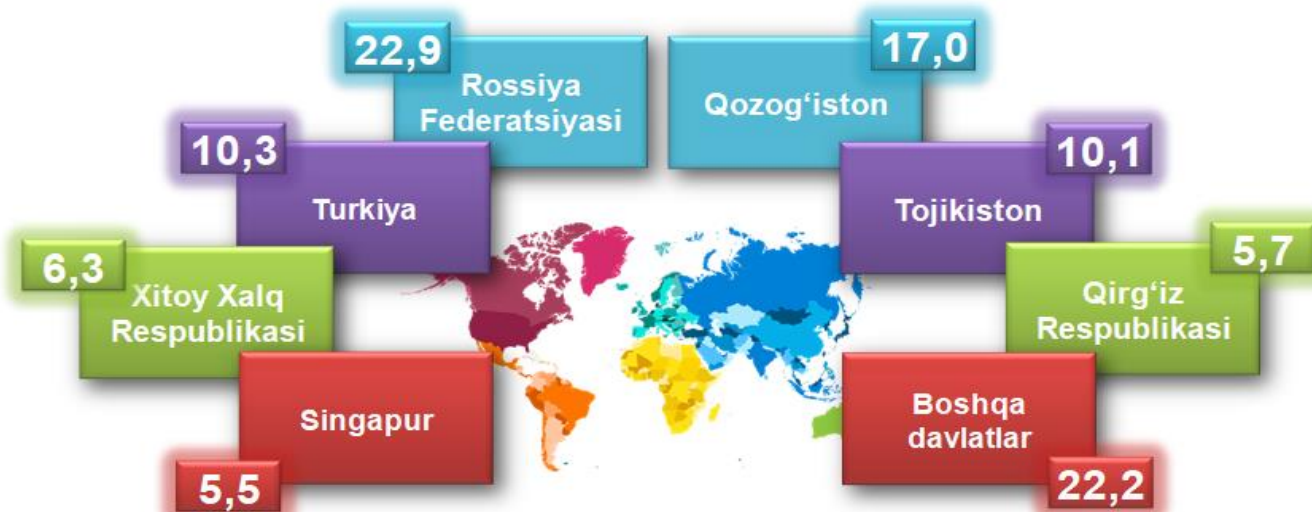 22,9
Rossiya
Federatsiyasi
17,0
Qozog‘iston
10,3
Turkiya
10,1
Tojikiston
6,3
Xitoy Xalq
Respublikasi
5,7
Qirg‘iz
Respublikasi
Singapur
5,5
Boshqa
davlatlar
22,2